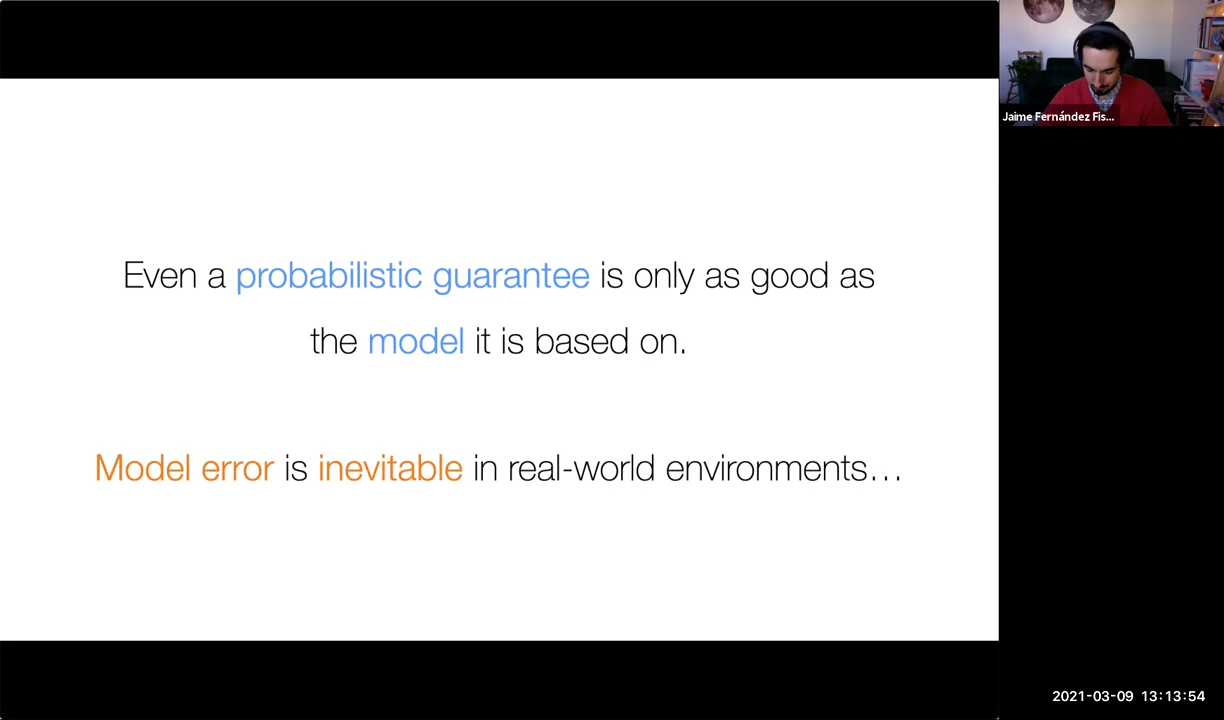 Even a probabilistic guarantee is only as good as
the model it is based on.
Model error is inevitable in real-world environments…
Jaime Fernández Fis...
2021-03-09 13:13:54